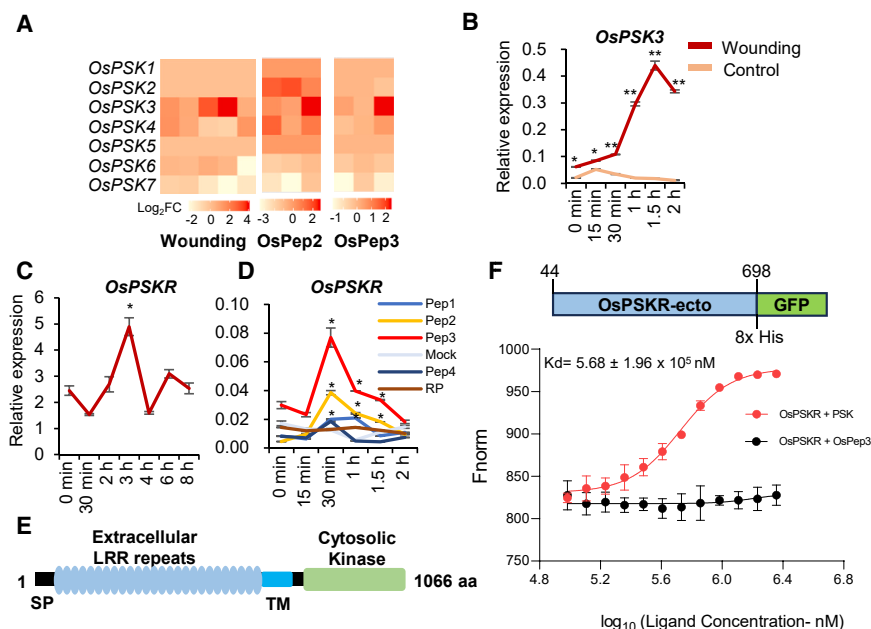 A
OsPSK1
OsPSK2
OsPSK3
OsPSK4
OsPSK5
OsPSK6
OsPSK7
Log2FC
-2 0 2 4
-3 0 2
-1 0 1 2
Wounding OsPep2 OsPep3
B
OsPSK3
Wounding
Control
Relative expression
0.5
0.4
0.3
0.2
0.1
0.0
* * ** ** ** **
0 min
15 min
30 min
1 h
1.5 h
2 h
C
OsPSKR
Relative expression
6
5
4
3
2
1
0
*
0 min
30 min
2 h
3 h
4 h
6 h
8 h
D
OsPSKR
0.10
0.08
0.06
0.04
0.02
0.00
* * * * * * *
Pep1
Pep2
Pep3
Mock
Pep4
RP
0 min
15 min
30 min
1 h
1.5 h
2 h
E
Extracellular
LRR repeats
Cytosolic
Kinase
1
1066 aa
SP
TM
F
44 698
OsPSKR-ecto GFP
8x His
Kd= 5.68 ± 1.96 x 10⁵ nM
Fnorm
1000
950
900
850
800
750
OsPSKR + PSK
OsPSKR + OsPep3
4.8 5.2 5.6 6.0 6.4 6.8
log10 (Ligand Concentration- nM)